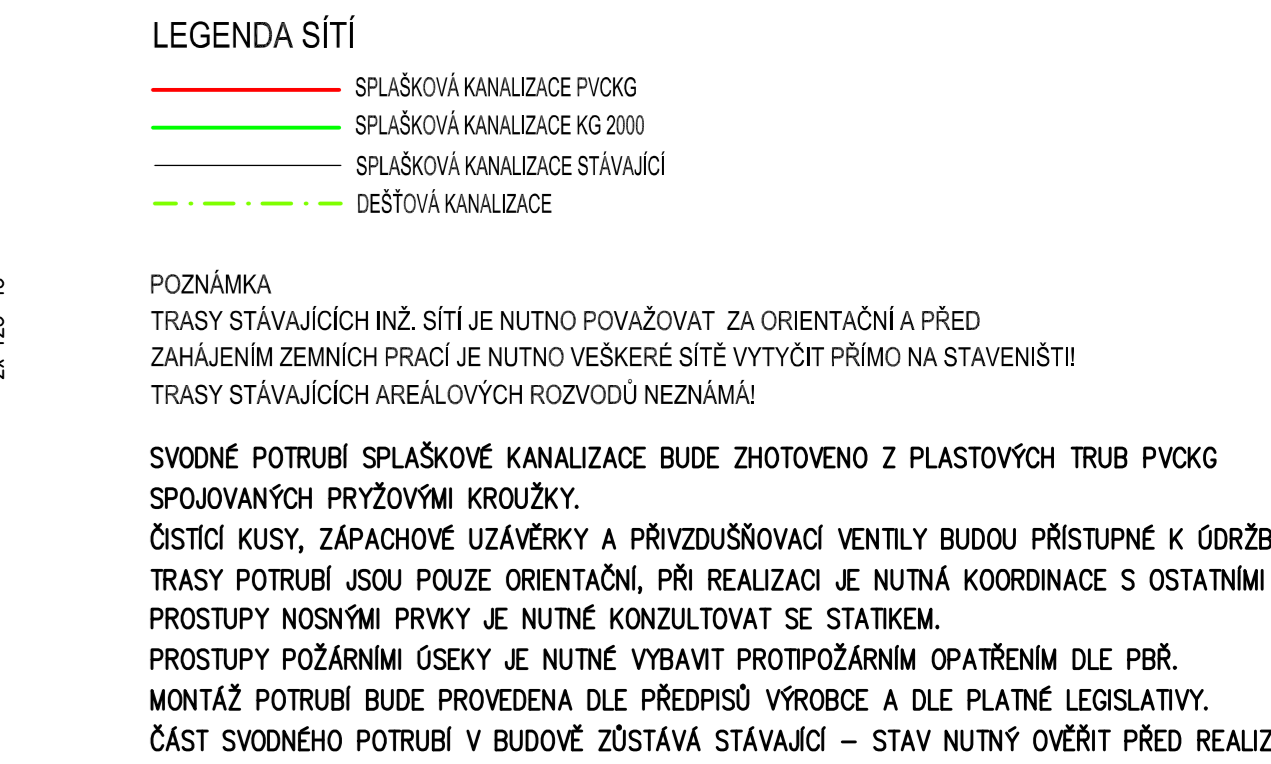 LEGENDA SÍTÍ
SPLAŠKOVÁ KANALIZACE PVCKG
SPLAŠKOVÁ KANALIZACE KG 2000
SPLAŠKOVÁ KANALIZACE STÁVAJÍCÍ
DEŠŤOVÁ KANALIZACE
POZNÁMKA
TRASY STÁVAJÍCÍCH INŽ. SÍTÍ JE NUTNO POVAŽOVAT ZA ORIENTAČNÍ A PŘED
ZAHÁJENÍM ZEMNÍCH PRACÍ JE NUTNO VEŠKERÉ SÍTĚ VYTYČIT PŘÍMO NA STAVENIŠTI!
TRASY STÁVAJÍCÍCH AREÁLOVÝCH ROZVODŮ NEZNÁMÁ!
SVODNÉ POTRUBÍ SPLAŠKOVÉ KANALIZACE BUDE ZHOTOVENO Z PLASTOVÝCH TRUB PVCKG
SPOJOVANÝCH PRYŽOVÝMI KROUŽKY.
ČISTÍCÍ KUSY, ZÁPACHOVÉ UZÁVĚRKY A PŘIVZDUŠŇOVACÍ VENTILY BUDOU PŘÍSTUPNÉ K ÚDRŽB
TRASY POTRUBÍ JSOU POUZE ORIENTAČNÍ, PŘI REALIZACI JE NUTNÁ KOORDINACE S OSTATNÍMI
PROSTUPY NOSNÝMI PRVKY JE NUTNÉ KONZULTOVAT SE STATIKEM.
PROSTUPY POŽÁRNÍMI ÚSEKY JE NUTNÉ VYBAVIT PROTIPOŽÁRNÍM OPATŘENÍM DLE PBŘ.
MONTÁŽ POTRUBÍ BUDE PROVEDENA DLE PŘEDPISŮ VÝROBCE A DLE PLATNÉ LEGISLATIVY.
ČÁST SVODNÉHO POTRUBÍ V BUDOVĚ ZŮSTÁVÁ STÁVAJÍCÍ – STAV NUTNÝ OVĚŘIT PŘED REALIZ